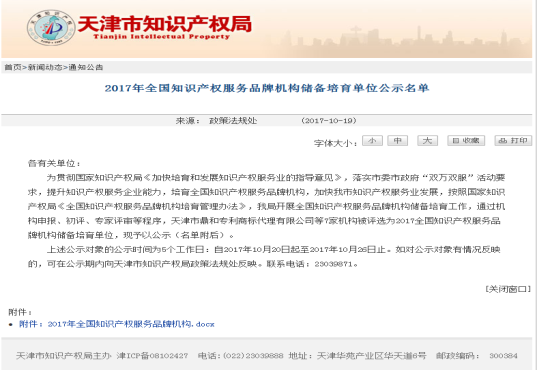 天津市知识产权局
Tianjin Intellectual Property
首页>新闻动态>通知公告
2017年全国知识产权服务品牌机构储备培育单位公示名单
来源： 政策法规处 (2017-10-19)
字体大小： 小 中 大 收藏 打印
各有关单位：
为贯彻国家知识产权局《加快培育和发展知识产权服务业的指导意见》，落实市委市政府“双万双服”活动要
求，提升知识产权服务企业能力，培育全国知识产权服务品牌机构，加快我市知识产权服务业发展，按照国家知识
产权局《全国知识产权服务品牌机构培育管理办法》，我局开展全国知识产权服务品牌机构储备培育工作，通过机
构申报、初评、专家评审等程序，天津市鼎和专利商标代理有限公司等7家机构被评选为2017全国知识产权服务品
牌机构储备培育单位，现予以公示（名单附后）。
上述公示对象的公示时间为5个工作日：自2017年10月20日起至2017年10月26日止。如对公示对象有情况反映
的，可在公示期内向天津市知识产权局政策法规处反映。联系电话：23039871。
[关闭窗口]
附件：
• 附件：2017年全国知识产权服务品牌机构.docx
天津市知识产权局主办 津ICP备08102427 电话:(022)23039888 地址：天津华苑产业区华天道6号 邮政编码： 300384